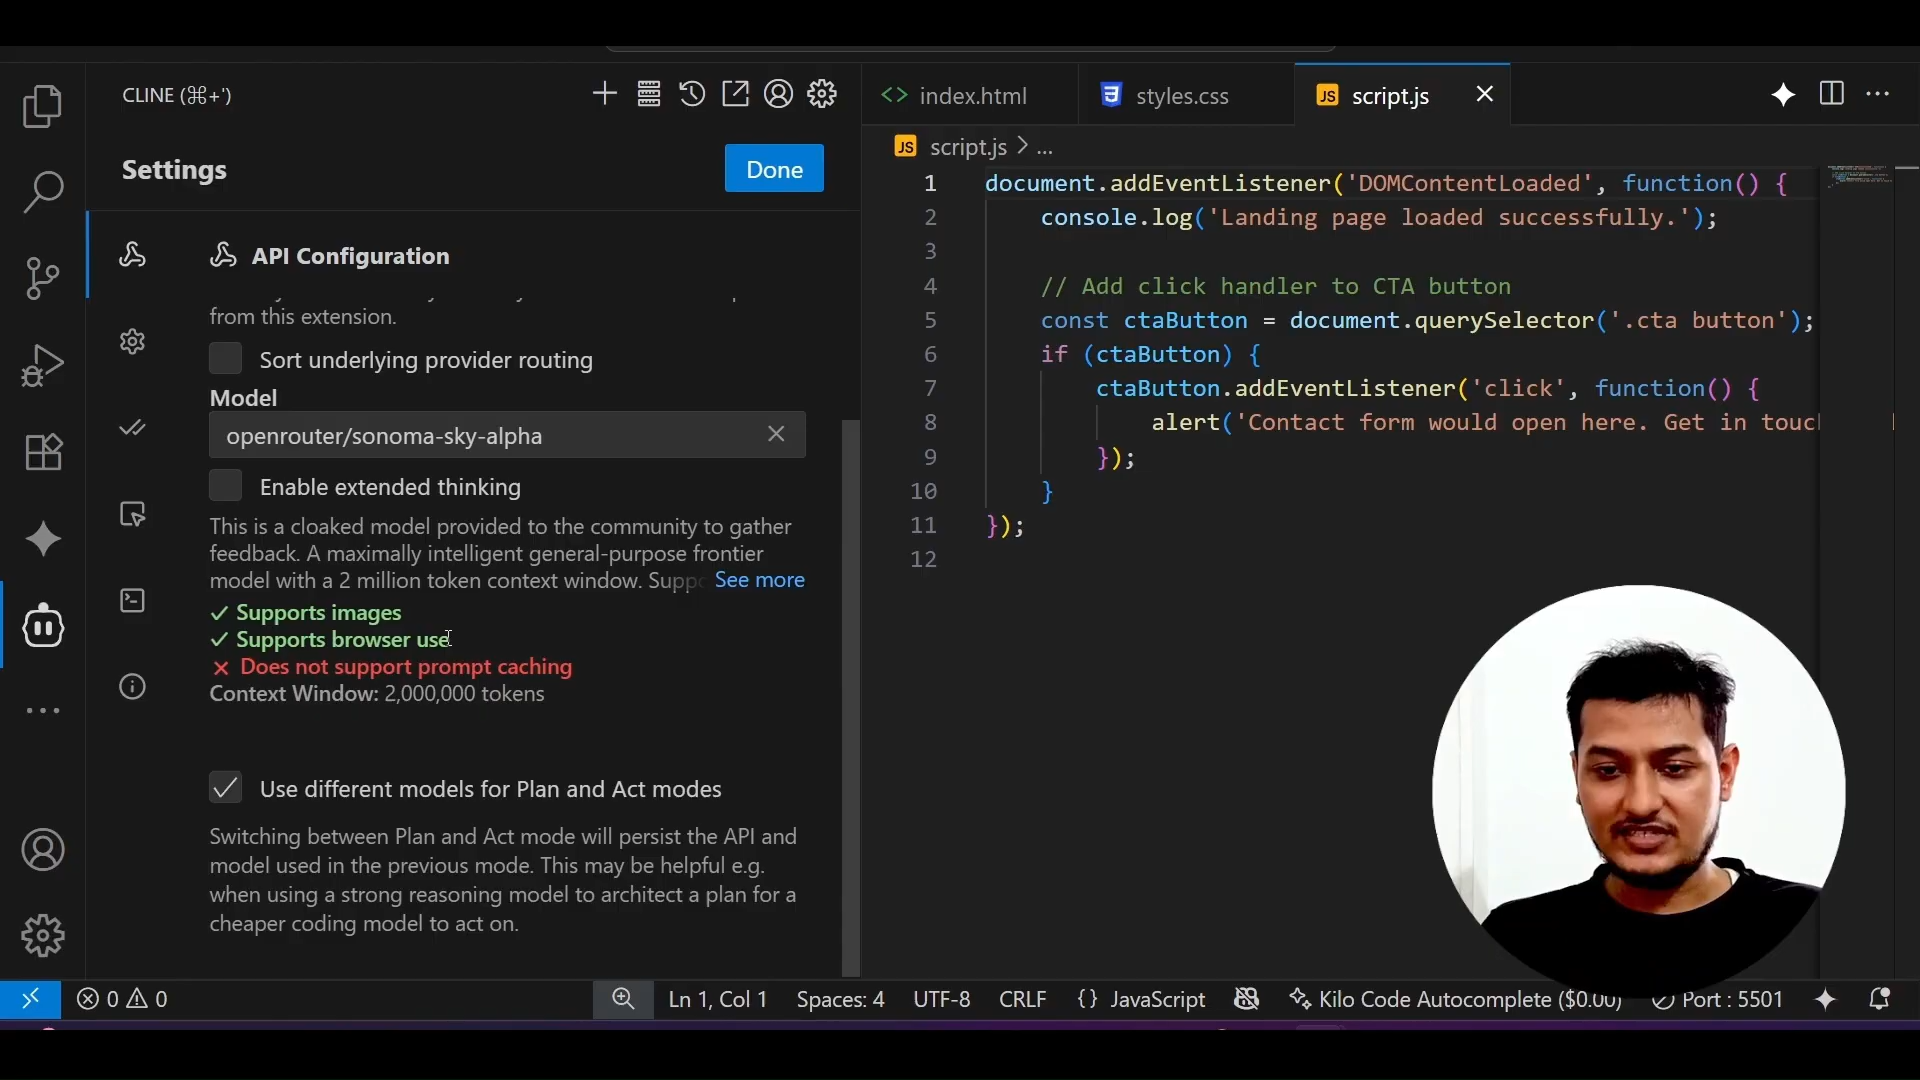 CLINE (⌘+')
Settings
Done
API Configuration
from this extension.
Sort underlying provider routing
Model
openrouter/sonoma-sky-alpha
Enable extended thinking
This is a cloaked model provided to the community to gather
feedback. A maximally intelligent general-purpose frontier
model with a 2 million token context window. Suppo See more
✓ Supports images
✓ Supports browser use
✕ Does not support prompt caching
Context Window: 2,000,000 tokens
Use different models for Plan and Act modes
Switching between Plan and Act mode will persist the API and
model used in the previous mode. This may be helpful e.g.
when using a strong reasoning model to architect a plan for a
cheaper coding model to act on.
<> index.html
styles.css
JS script.js
JS script.js > ...
1 document.addEventListener('DOMContentLoaded', function() {
2 console.log('Landing page loaded successfully.');
3
4 // Add click handler to CTA button
5 const ctaButton = document.querySelector('.cta button');
6 if (ctaButton) {
7 ctaButton.addEventListener('click', function() {
8 alert('Contact form would open here. Get in touc
9 });
10 }
11 });
12
0 0
Ln 1, Col 1 Spaces: 4 UTF-8 CRLF {} JavaScript Kilo Code Autocomplete ($0.00) Port : 5501